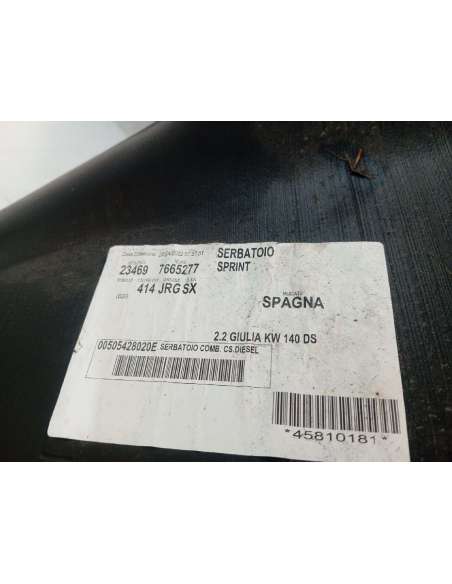 SERBATOIO
SPRINT
23469 7665277
414 JRG SX
MERCATO
SPAGNA
2.2 GIULIA KW 140 DS
00505428020E SERBATOIO COMB. CS.DIESEL
*45810181*